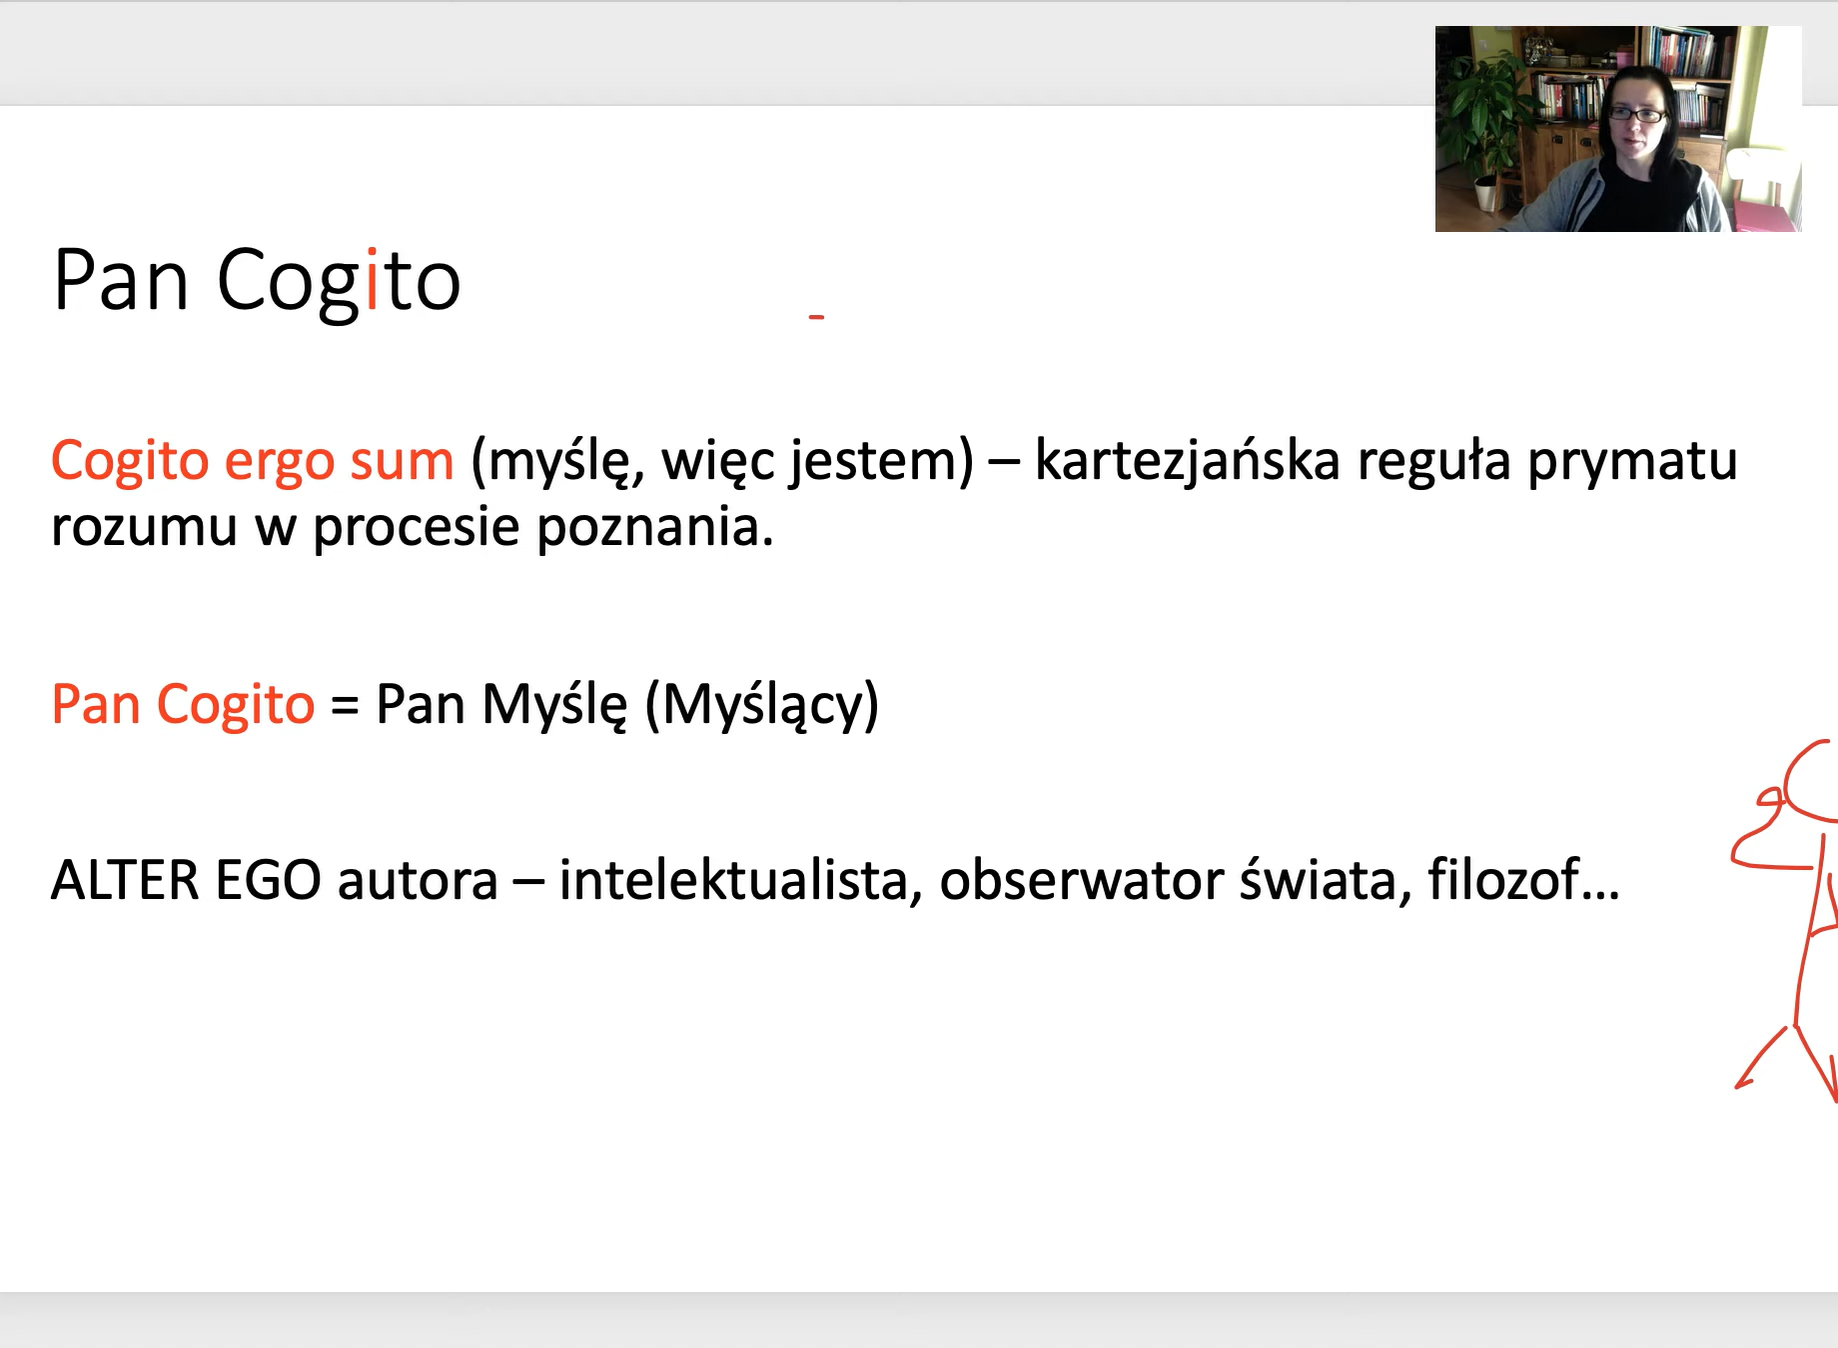 Pan Cogito
Cogito ergo sum (myślę, więc jestem) – kartezjańska reguła prymatu
rozumu w procesie poznania.
Pan Cogito = Pan Myślę (Myślący)
ALTER EGO autora – intelektualista, obserwator świata, filozof...